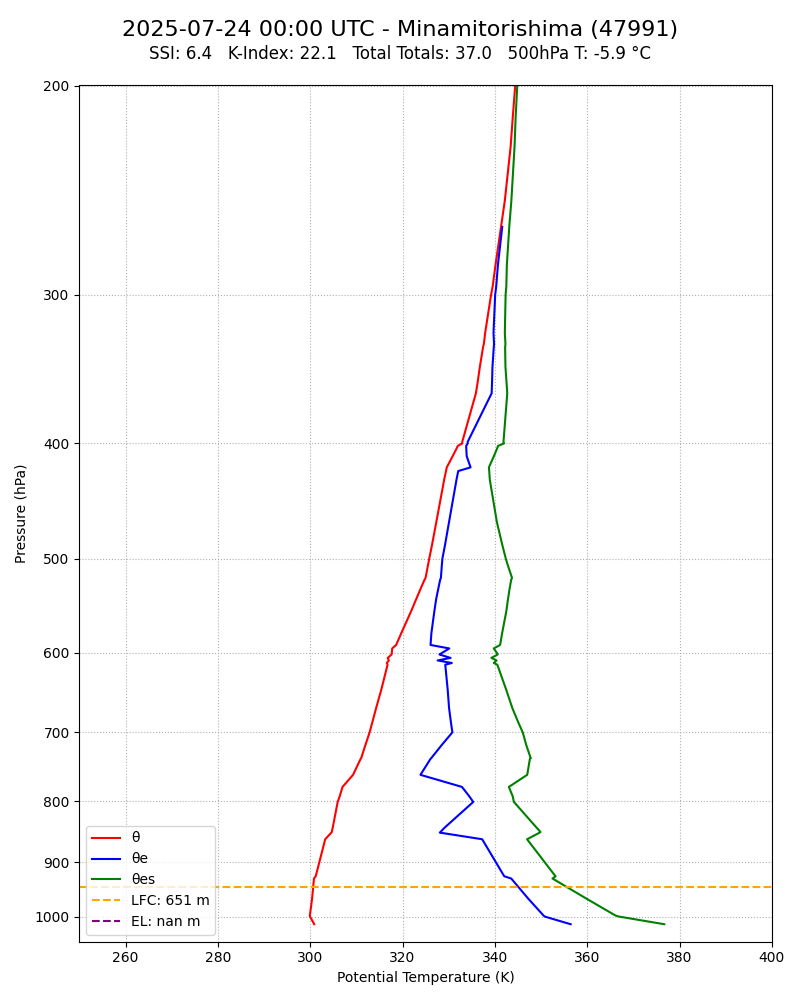 2025-07-24 00:00 UTC - Minamitorishima (47991)
SSI: 6.4   K-Index: 22.1   Total Totals: 37.0   500hPa T: -5.9 °C
200
300
400
500
600
700
800
900
1000
Pressure (hPa)
θ
θe
θes
LFC: 651 m
EL: nan m
260 280 300 320 340 360 380 400
Potential Temperature (K)